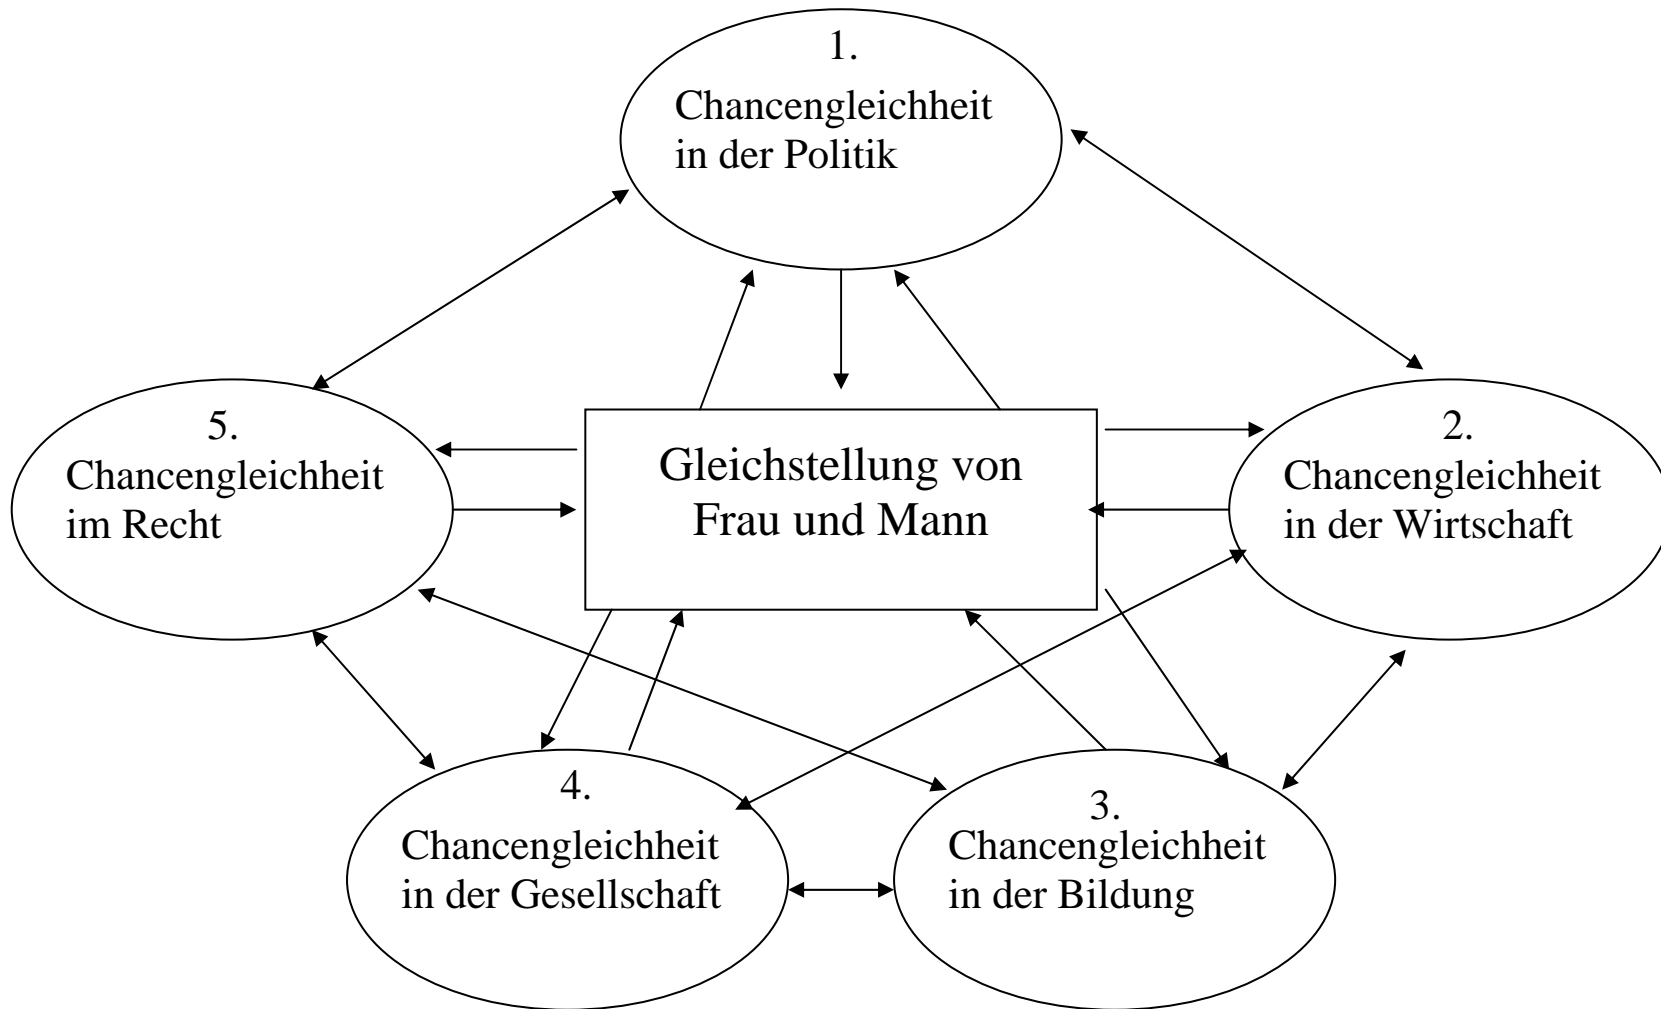 1.
Chancengleichheit
in der Politik
5.
Chancengleichheit
im Recht
Gleichstellung von
Frau und Mann
2.
Chancengleichheit
in der Wirtschaft
4.
Chancengleichheit
in der Gesellschaft
3.
Chancengleichheit
in der Bildung